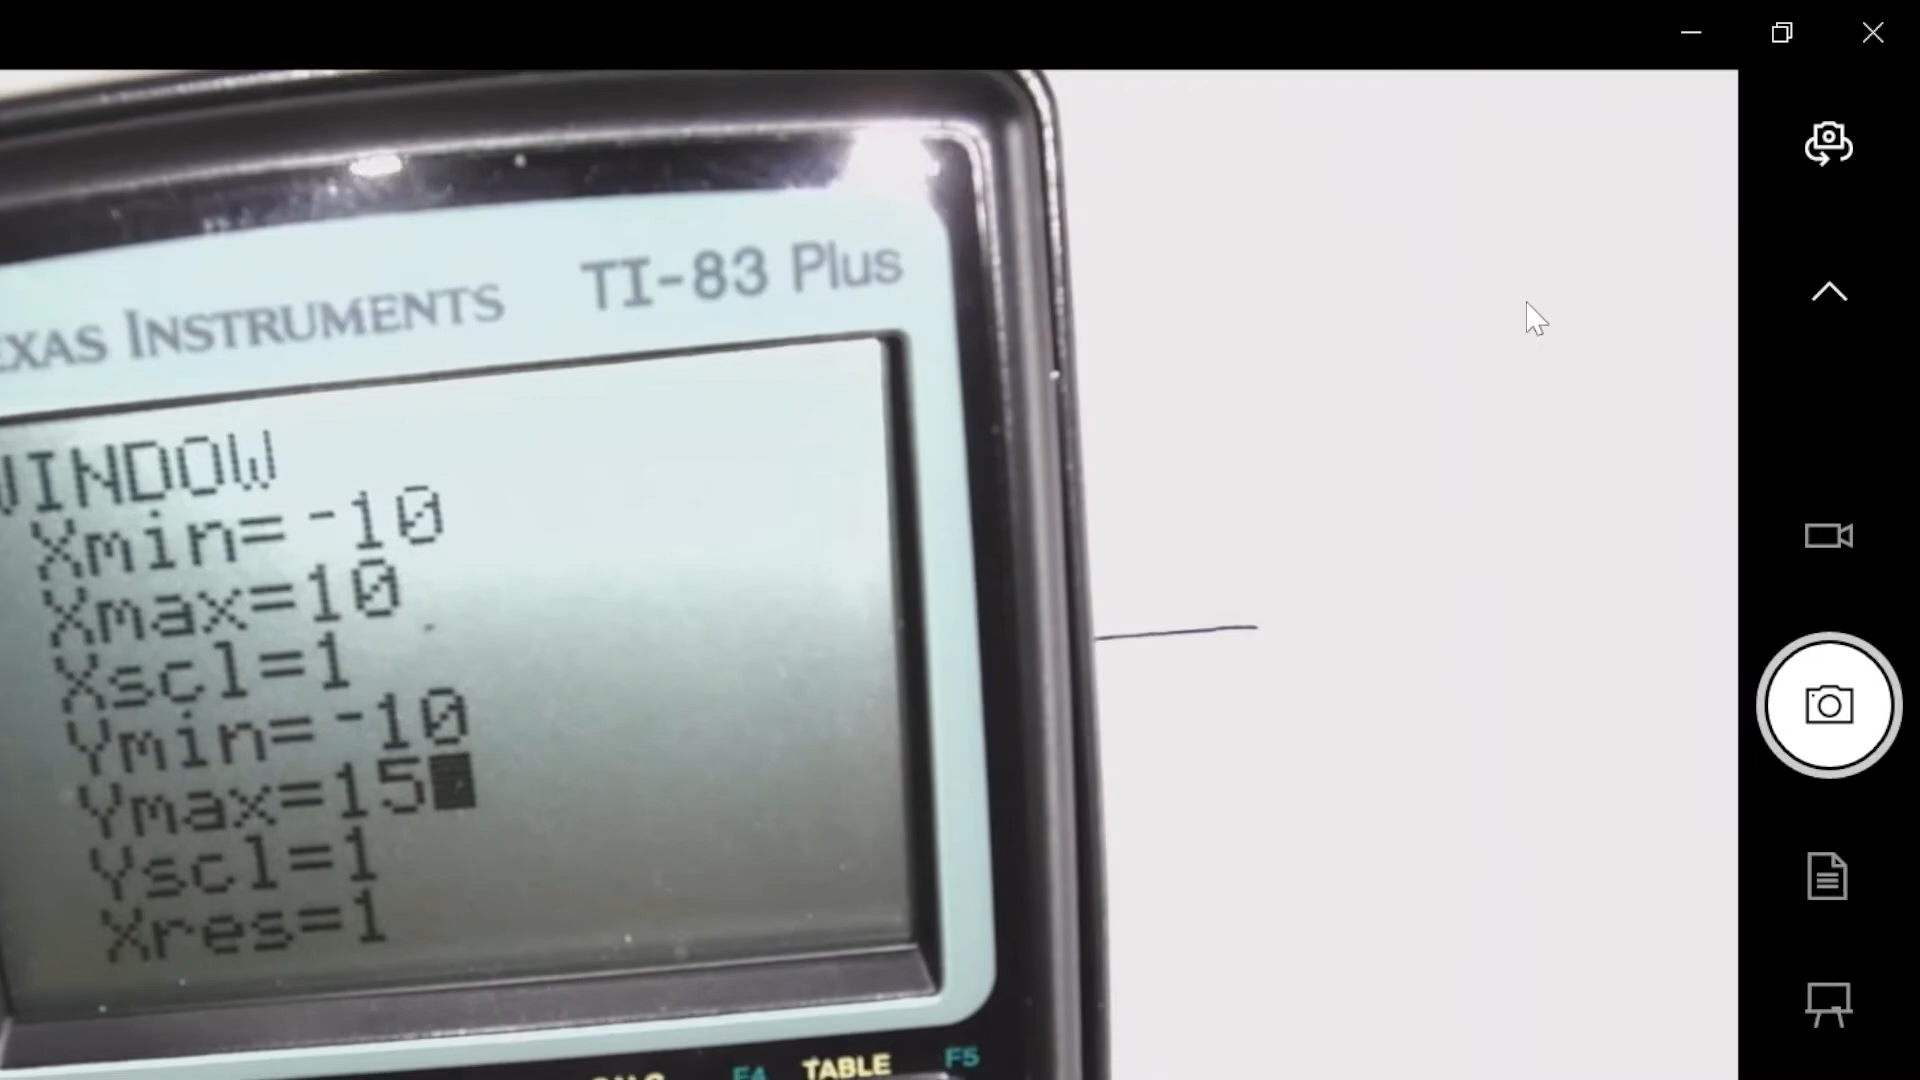 TEXAS INSTRUMENTS TI-83 Plus
WINDOW
Xmin=-10
Xmax=10
Xscl=1
Ymin=-10
Ymax=15
Yscl=1
Xres=1
F4 TABLE F5